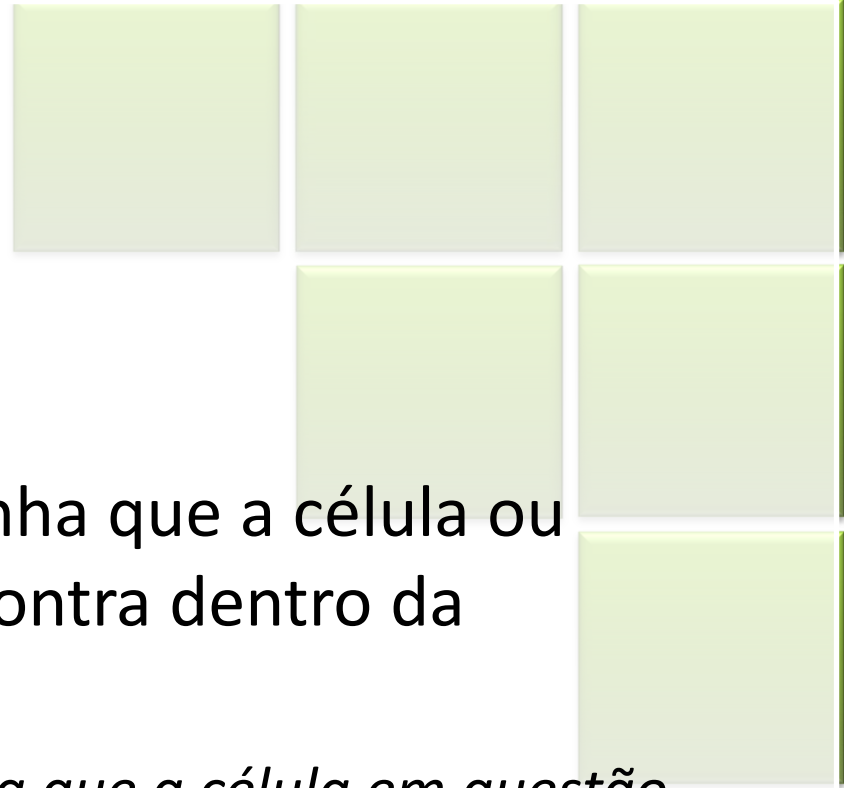 nha que a célula ou
ontra dentro da
a que a célula em questão